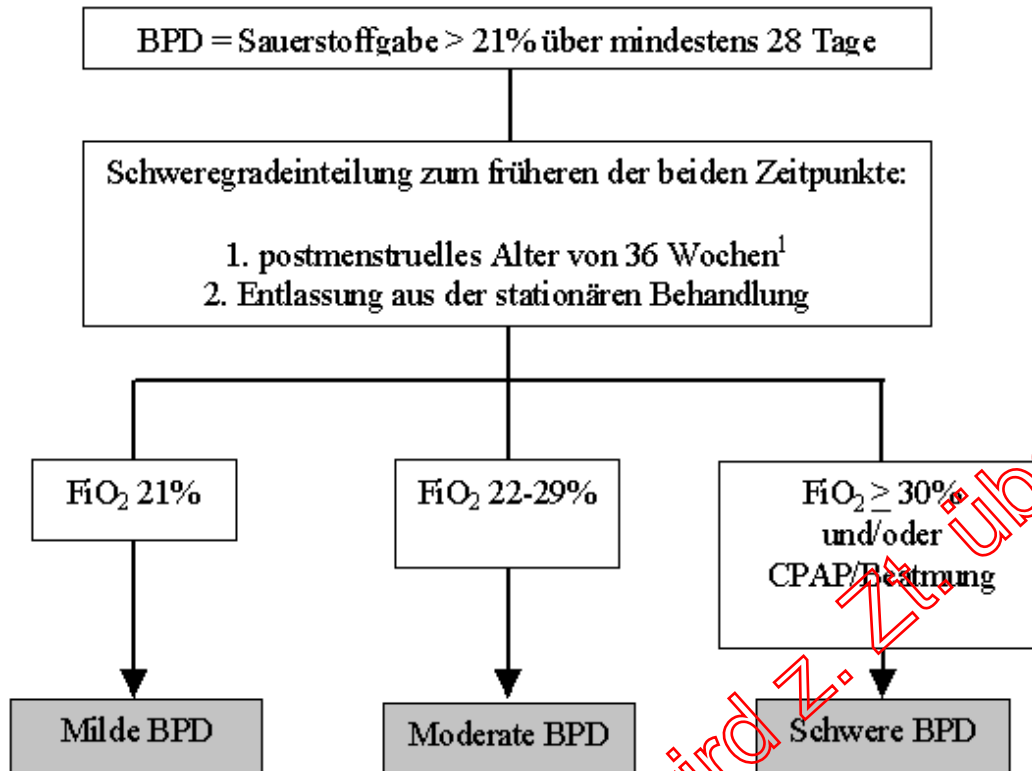 BPD = Sauerstoffgabe > 21% über mindestens 28 Tage
Schweregradeinteilung zum früheren der beiden Zeitpunkte:
1. postmenstruelles Alter von 36 Wochen¹
2. Entlassung aus der stationären Behandlung
FiO₂ 21%
FiO₂ 22-29%
FiO₂ ≥ 30%
und/oder
CPAP/Beatmung
Milde BPD
Moderate BPD
Schwere BPD
z. Zt.